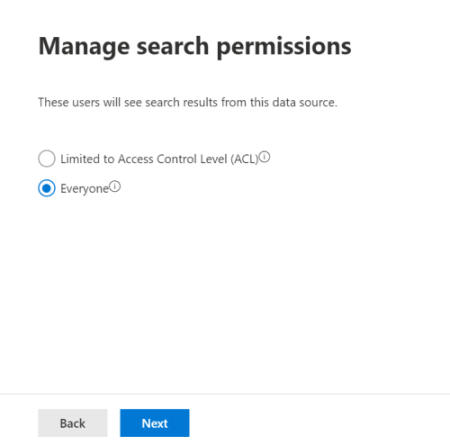 Manage search permissions
These users will see search results from this data source.
Limited to Access Control Level (ACL)
Everyone
Back
Next